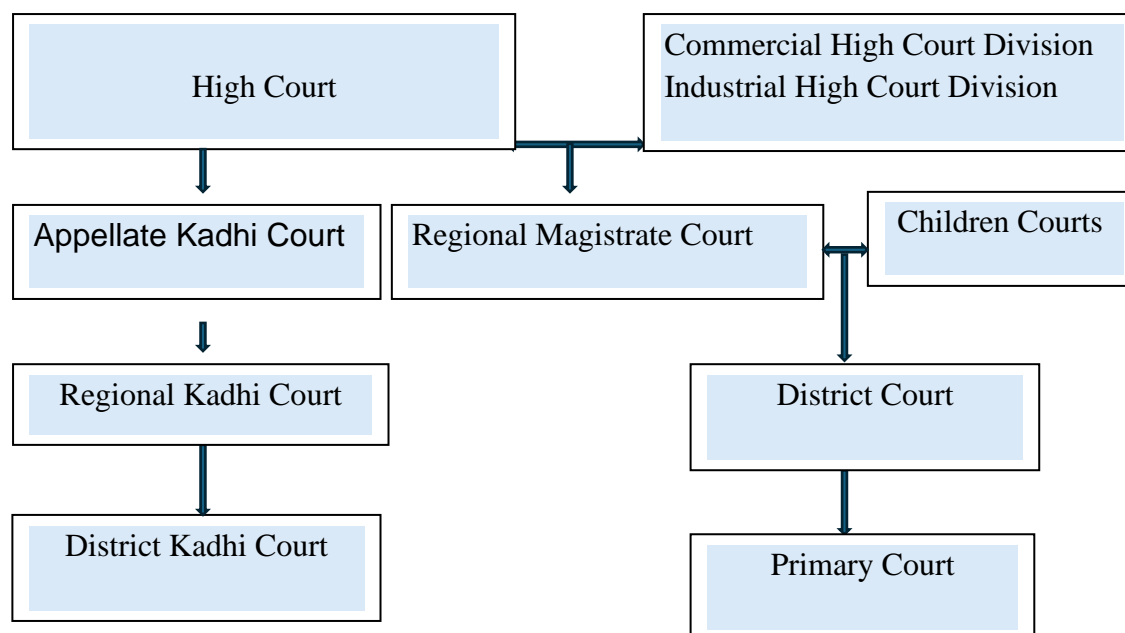 High Court
Commercial High Court Division
Industrial High Court Division
Appellate Kadhi Court
Regional Magistrate Court
Children Courts
Regional Kadhi Court
District Court
District Kadhi Court
Primary Court